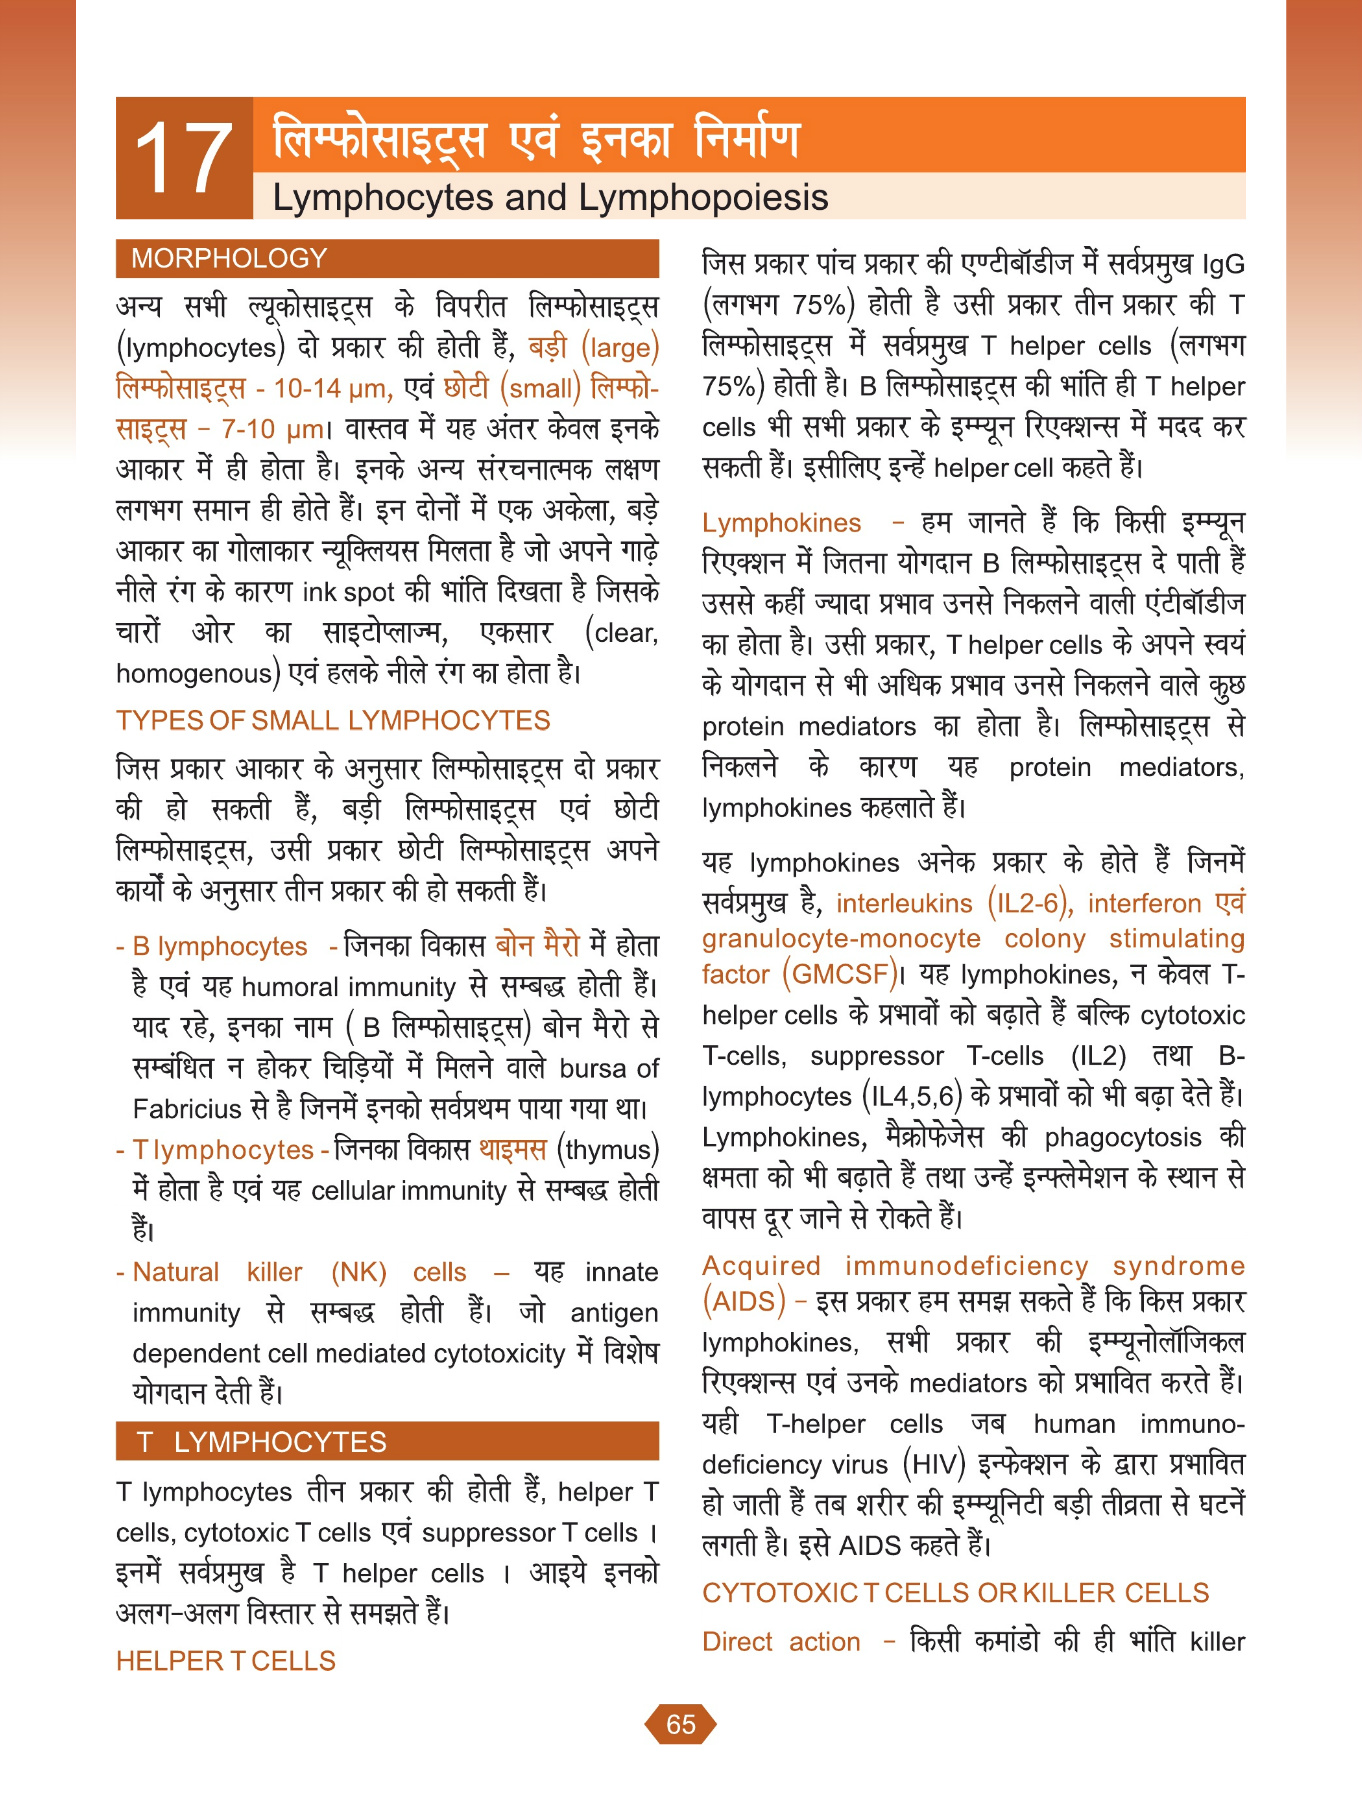 17
लिम्फोसाइट्स एवं इनका निर्माण
Lymphocytes and Lymphopoiesis
MORPHOLOGY
अन्य सभी ल्यूकोसाइट्स के विपरीत लिम्फोसाइट्स
(lymphocytes) दो प्रकार की होती हैं, बड़ी (large)
लिम्फोसाइट्स - 10-14 µm, एवं छोटी (small) लिम्फो-
साइट्स – 7-10 µm। वास्तव में यह अंतर केवल इनके
आकार में ही होता है। इनके अन्य संरचनात्मक लक्षण
लगभग समान ही होते हैं। इन दोनों में एक अकेला, बड़े
आकार का गोलाकार न्यूक्लियस मिलता है जो अपने गाढ़े
नीले रंग के कारण ink spot की भांति दिखता है जिसके
चारों ओर का साइटोप्लाज्म, एकसार (clear,
homogenous) एवं हलके नीले रंग का होता है।
TYPES OF SMALL LYMPHOCYTES
जिस प्रकार आकार के अनुसार लिम्फोसाइट्स दो प्रकार
की हो सकती हैं, बड़ी लिम्फोसाइट्स एवं छोटी
लिम्फोसाइट्स, उसी प्रकार छोटी लिम्फोसाइट्स अपने
कार्यों के अनुसार तीन प्रकार की हो सकती हैं।
- B lymphocytes - जिनका विकास बोन मैरो में होता
है एवं यह humoral immunity से सम्बद्ध होती हैं।
याद रहे, इनका नाम ( B लिम्फोसाइट्स) बोन मैरो से
सम्बंधित न होकर चिड़ियों में मिलने वाले bursa of
Fabricius से है जिनमें इनको सर्वप्रथम पाया गया था।
- T lymphocytes - जिनका विकास थाइमस (thymus)
में होता है एवं यह cellular immunity से सम्बद्ध होती
हैं।
- Natural killer (NK) cells – यह innate
immunity से सम्बद्ध होती हैं। जो antigen
dependent cell mediated cytotoxicity में विशेष
योगदान देती हैं।
T LYMPHOCYTES
T lymphocytes तीन प्रकार की होती हैं, helper T
cells, cytotoxic T cells एवं suppressor T cells ।
इनमें सर्वप्रमुख है T helper cells । आइये इनको
अलग-अलग विस्तार से समझते हैं।
HELPER T CELLS
जिस प्रकार पांच प्रकार की एण्टीबॉडीज में सर्वप्रमुख IgG
(लगभग 75%) होती है उसी प्रकार तीन प्रकार की T
लिम्फोसाइट्स में सर्वप्रमुख T helper cells (लगभग
75%) होती है। B लिम्फोसाइट्स की भांति ही T helper
cells भी सभी प्रकार के इम्म्यून रिएक्शन्स में मदद कर
सकती हैं। इसीलिए इन्हें helper cell कहते हैं।
Lymphokines – हम जानते हैं कि किसी इम्म्यून
रिएक्शन में जितना योगदान B लिम्फोसाइट्स दे पाती हैं
उससे कहीं ज्यादा प्रभाव उनसे निकलने वाली एंटीबॉडीज
का होता है। उसी प्रकार, T helper cells के अपने स्वयं
के योगदान से भी अधिक प्रभाव उनसे निकलने वाले कुछ
protein mediators का होता है। लिम्फोसाइट्स से
निकलने के कारण यह protein mediators,
lymphokines कहलाते हैं।
यह lymphokines अनेक प्रकार के होते हैं जिनमें
सर्वप्रमुख है, interleukins (IL2-6), interferon एवं
granulocyte-monocyte colony stimulating
factor (GMCSF)। यह lymphokines, न केवल T-
helper cells के प्रभावों को बढ़ाते हैं बल्कि cytotoxic
T-cells, suppressor T-cells (IL2) तथा B-
lymphocytes (IL4,5,6) के प्रभावों को भी बढ़ा देते हैं।
Lymphokines, मैक्रोफेजेस की phagocytosis की
क्षमता को भी बढ़ाते हैं तथा उन्हें इन्फ्लेमेशन के स्थान से
वापस दूर जाने से रोकते हैं।
Acquired immunodeficiency syndrome
(AIDS) – इस प्रकार हम समझ सकते हैं कि किस प्रकार
lymphokines, सभी प्रकार की इम्म्यूनोलॉजिकल
रिएक्शन्स एवं उनके mediators को प्रभावित करते हैं।
यही T-helper cells जब human immuno-
deficiency virus (HIV) इन्फेक्शन के द्वारा प्रभावित
हो जाती हैं तब शरीर की इम्म्यूनिटी बड़ी तीव्रता से घटनें
लगती है। इसे AIDS कहते हैं।
CYTOTOXIC T CELLS OR KILLER CELLS
Direct action – किसी कमांडो की ही भांति killer
65